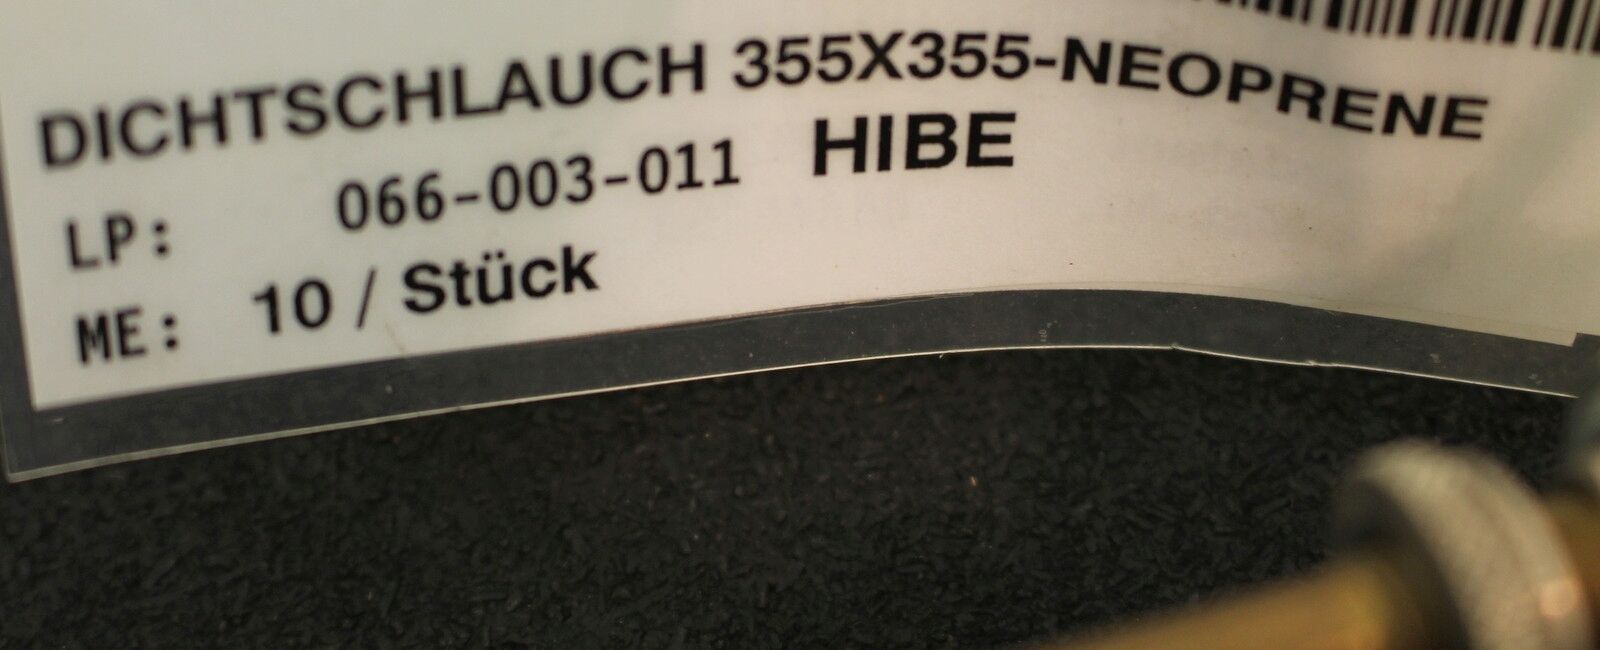 DICHTSCHLAUCH 355X355-NEOPRENE
LP: 066-003-011 HIBE
ME: 10 / Stück